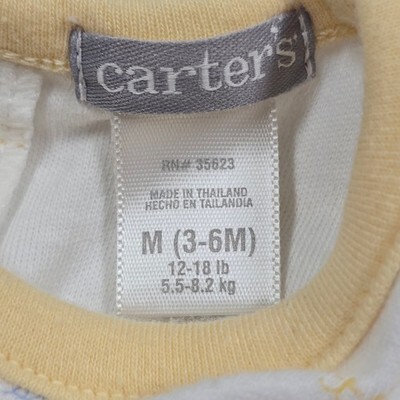 carter's
RN# 35623
MADE IN THAILAND
HECHO EN TAILANDIA
M (3-6M)
12-18 lb
5.5-8.2 kg